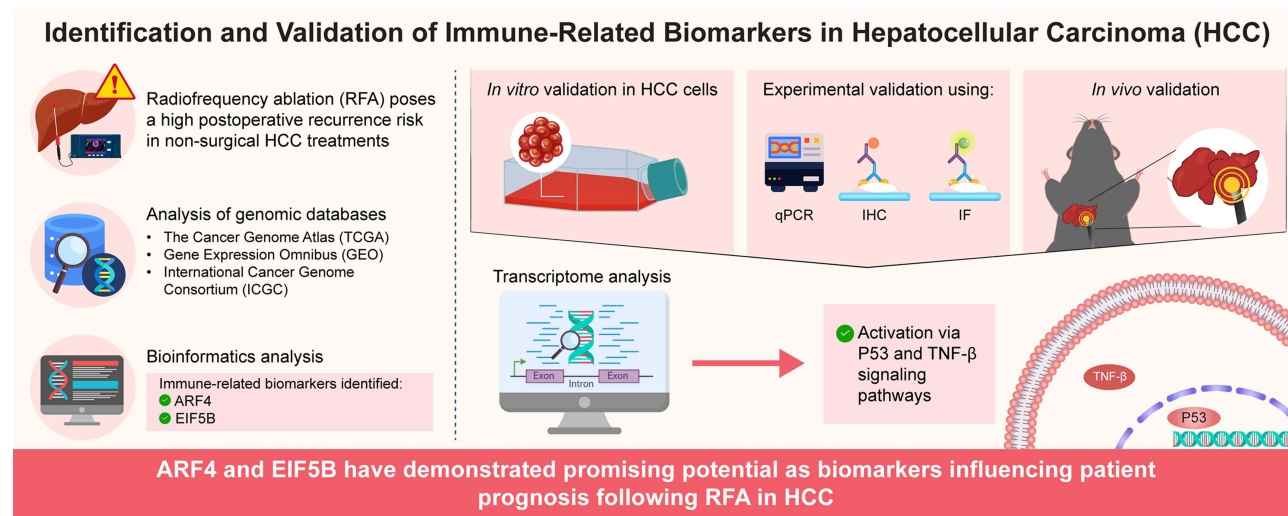 Identification and Validation of Immune-Related Biomarkers in Hepatocellular Carcinoma (HCC)
Radiofrequency ablation (RFA) poses
a high postoperative recurrence risk
in non-surgical HCC treatments
Analysis of genomic databases
• The Cancer Genome Atlas (TCGA)
• Gene Expression Omnibus (GEO)
• International Cancer Genome
Consortium (ICGC)
Bioinformatics analysis
Immune-related biomarkers identified:
ARF4
EIF5B
In vitro validation in HCC cells
Experimental validation using:
qPCR
IHC
IF
In vivo validation
Transcriptome analysis
Exon
Intron
Exon
Activation via
P53 and TNF-β
signaling
pathways
TNF-β
P53
ARF4 and EIF5B have demonstrated promising potential as biomarkers influencing patient
prognosis following RFA in HCC